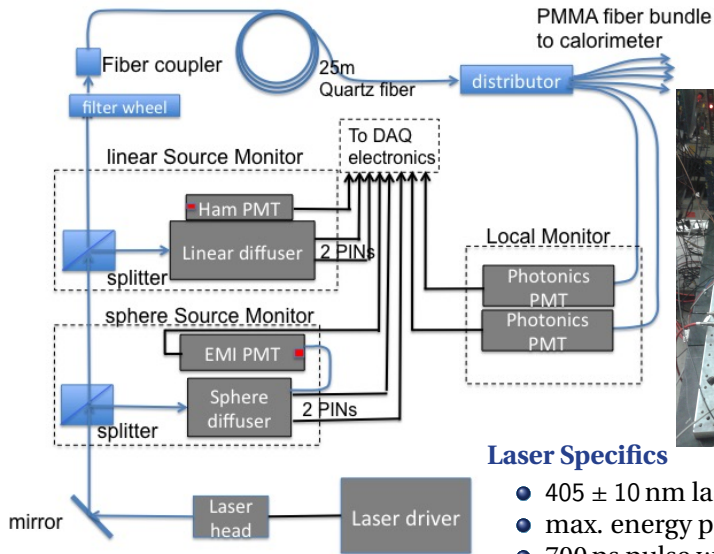 PMMA fiber bundle
to calorimeter
Fiber coupler
25m
Quartz fiber
distributor
filter wheel
To DAQ
electronics
linear Source Monitor
Ham PMT
Linear diffuser
2 PINs
splitter
Local Monitor
Photonics
PMT
Photonics
PMT
sphere Source Monitor
EMI PMT
Sphere
diffuser
2 PINs
splitter
Laser Specifics
405 ± 10 nm la
max. energy p
mirror
Laser
head
Laser driver